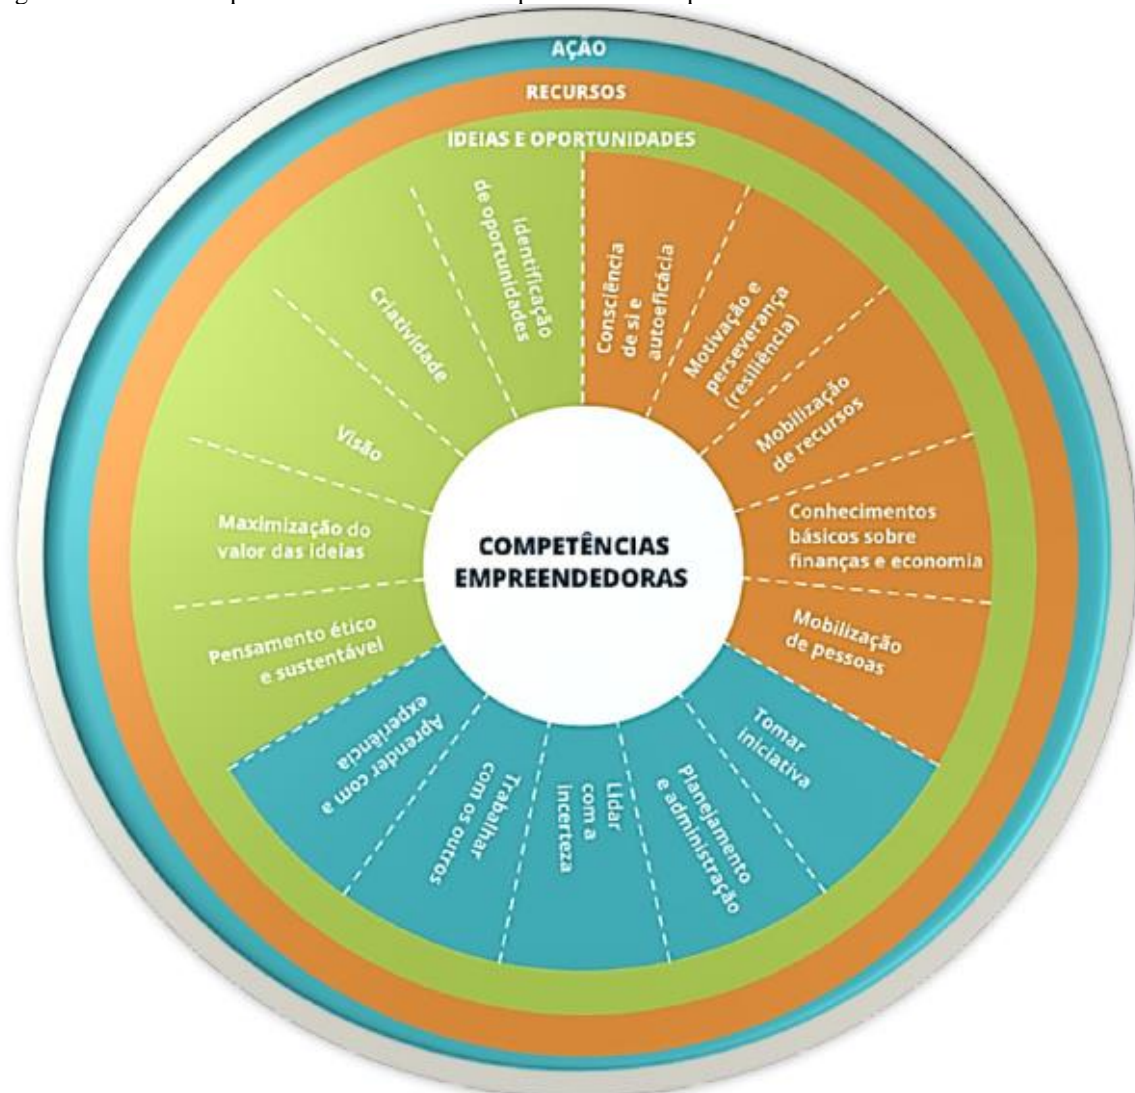 AÇÃO
RECURSOS
IDEIAS E OPORTUNIDADES
Identificação
de oportunidades
Consciência
de si e
autoeficácia
Motivação e
perseverança
(resiliência)
Mobilização
de recursos
Conhecimentos
básicos sobre
finanças e economia
Mobilização
de pessoas
Tomar
iniciativa
Planejamento
e administração
Lidar
com a
incerteza
Trabalhar
com os outros
Aprender com a
experiência
Pensamento ético
e sustentável
Maximização do
valor das ideias
Visão
Criatividade
COMPETÊNCIAS
EMPREENDEDORAS